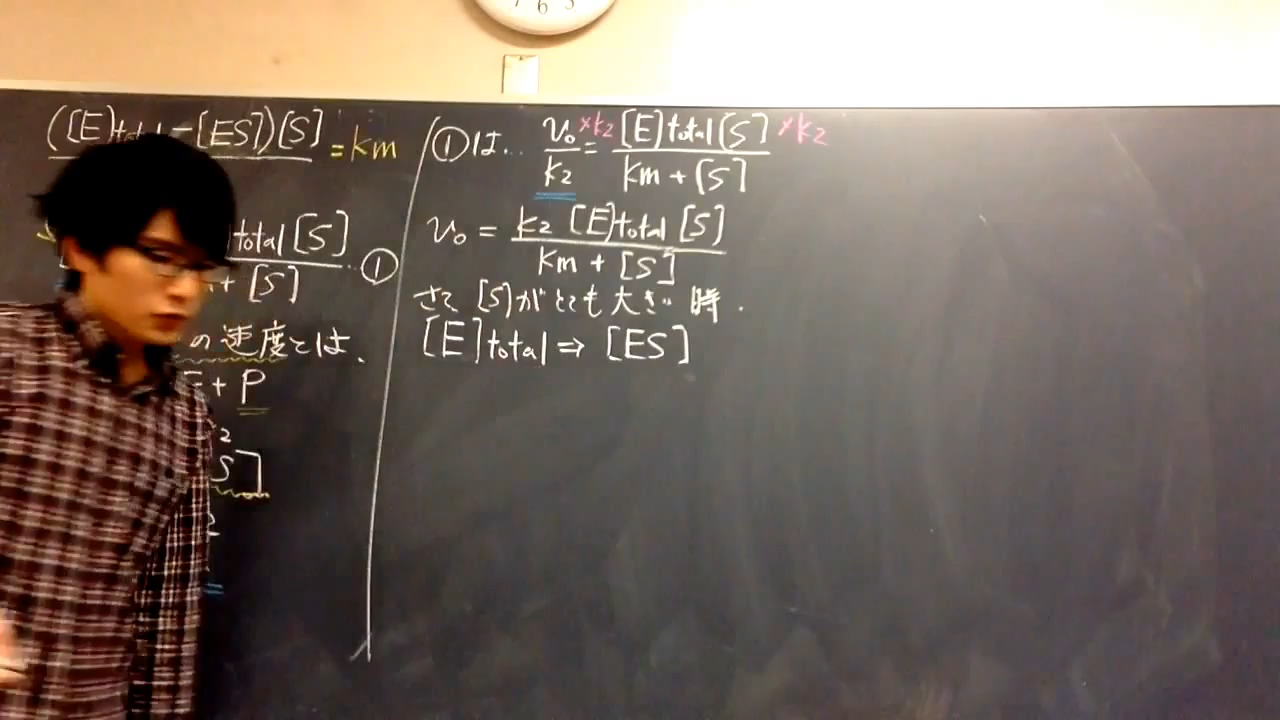 ([E]total-[ES])[S] = km
total[S]
+[S] ...①
の速度とは、
E + P
2
S]
①は... v₀/k₂ ×k₂ = [E]total[S]/km+[S] ×k₂
v₀ = k₂[E]total[S]/km+[S]
さて[S]がとても大きい時.
[E]total⇒[ES]